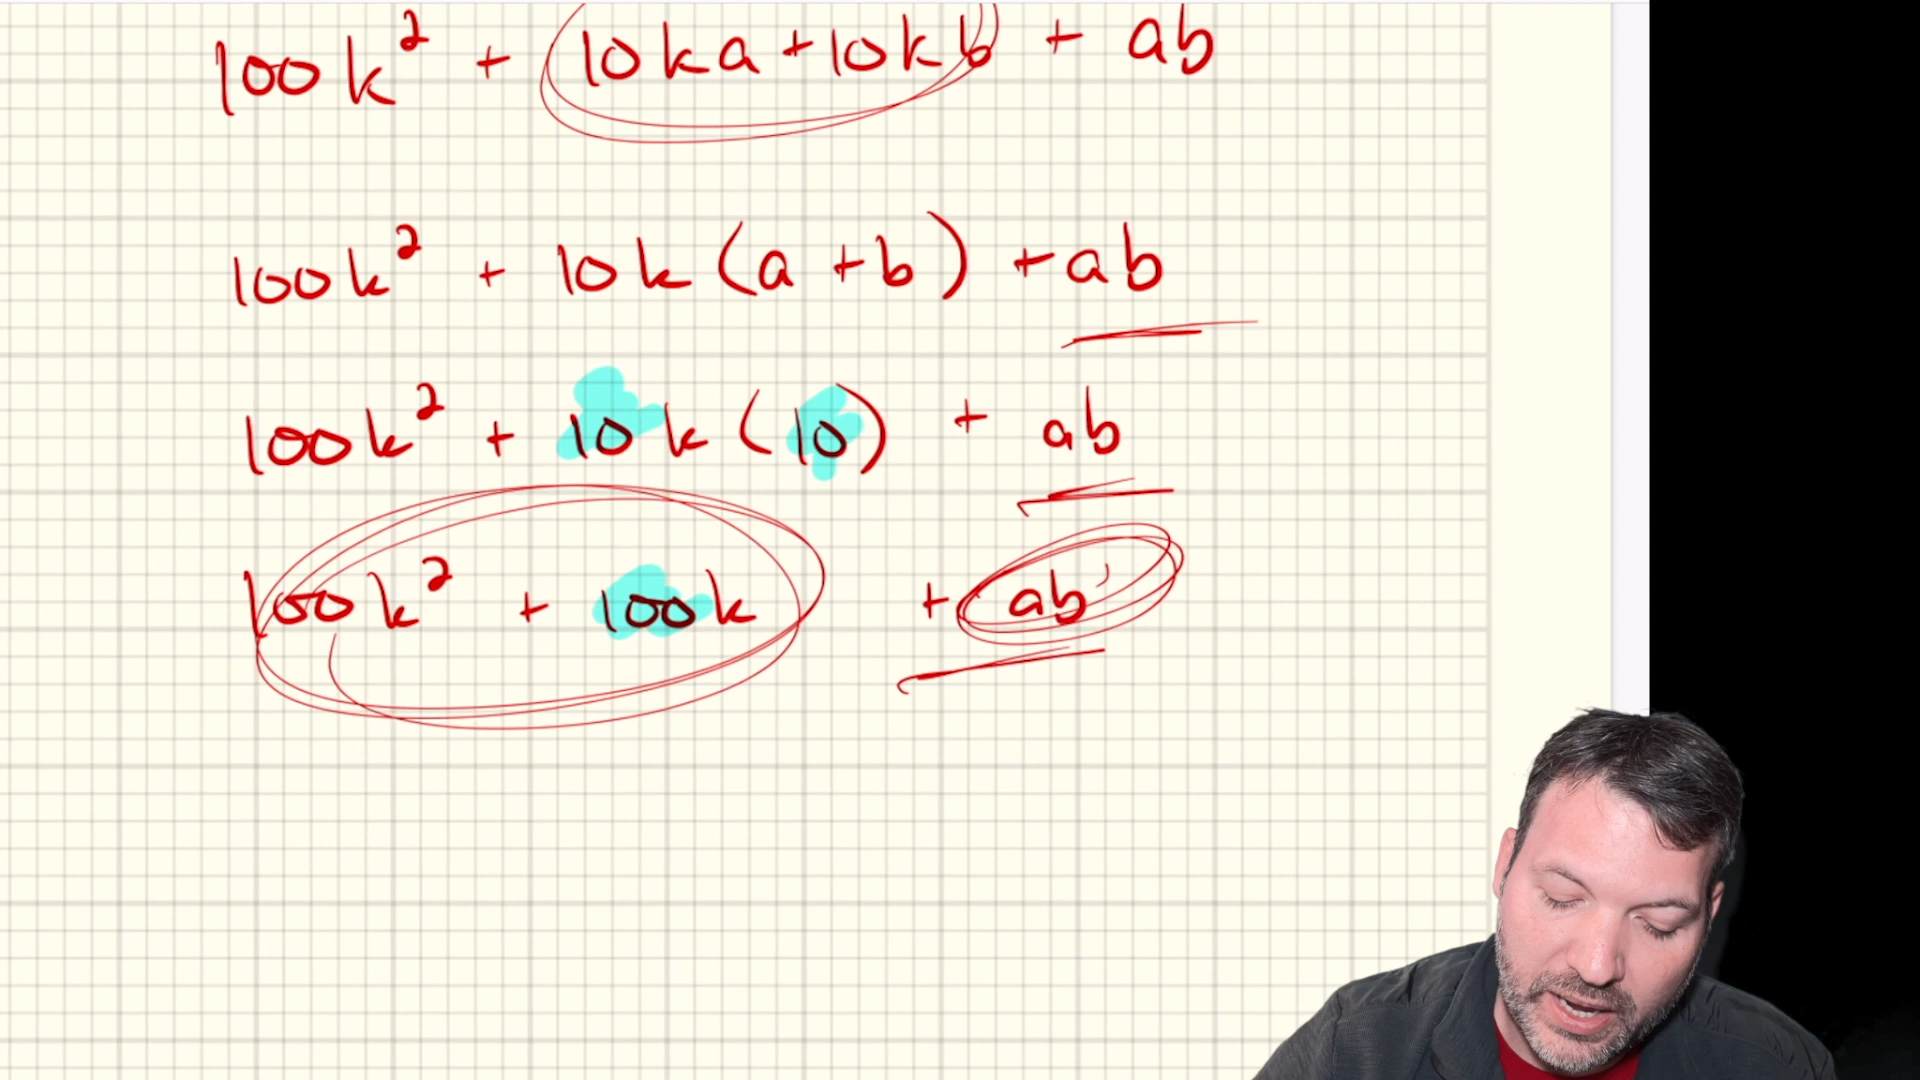 100k² + 10ka + 10kb + ab
100k² + 10k(a + b) + ab
100k² + 10k(10) + ab
100k² + 100k + ab